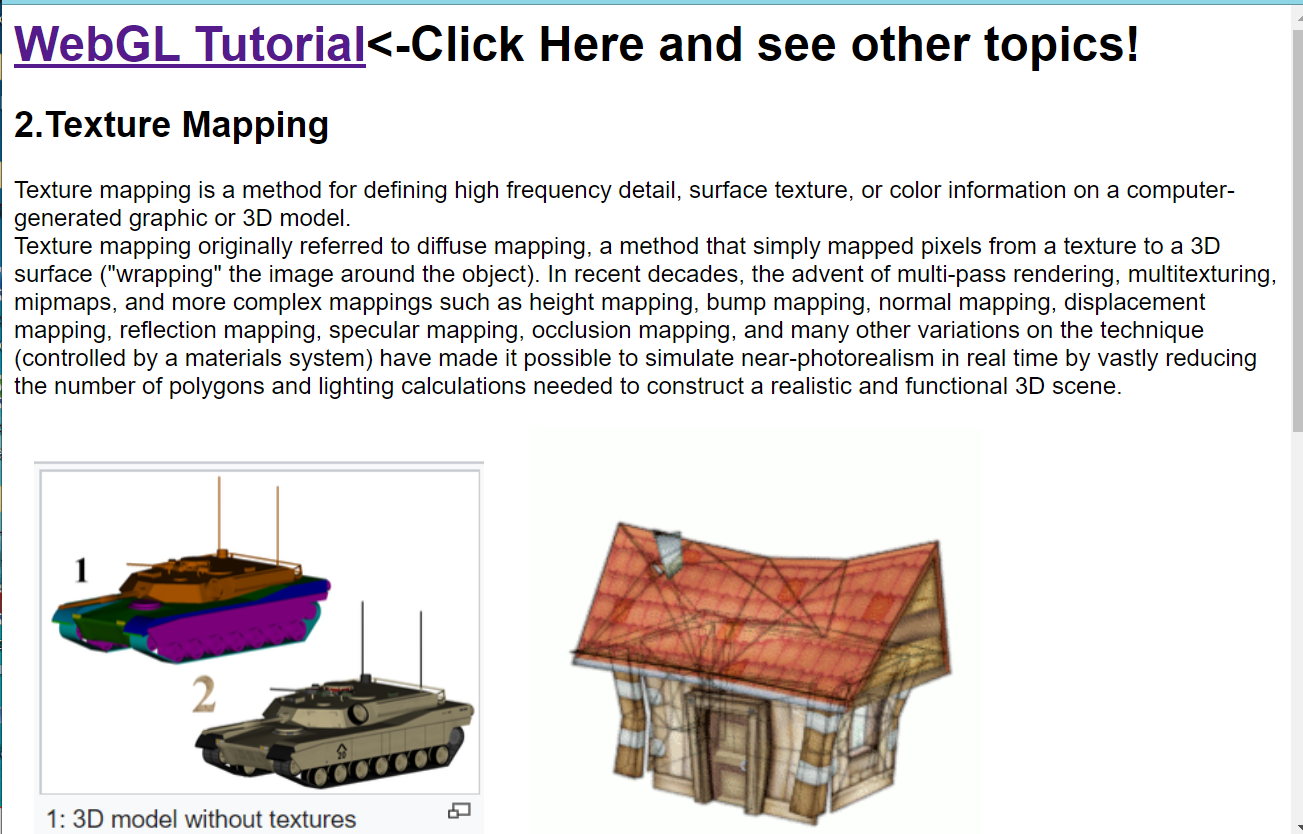 WebGL Tutorial<-Click Here and see other topics!
2.Texture Mapping
Texture mapping is a method for defining high frequency detail, surface texture, or color information on a computer-
generated graphic or 3D model.
Texture mapping originally referred to diffuse mapping, a method that simply mapped pixels from a texture to a 3D
surface ("wrapping" the image around the object). In recent decades, the advent of multi-pass rendering, multitexturing,
mipmaps, and more complex mappings such as height mapping, bump mapping, normal mapping, displacement
mapping, reflection mapping, specular mapping, occlusion mapping, and many other variations on the technique
(controlled by a materials system) have made it possible to simulate near-photorealism in real time by vastly reducing
the number of polygons and lighting calculations needed to construct a realistic and functional 3D scene.
1
2
20
1: 3D model without textures